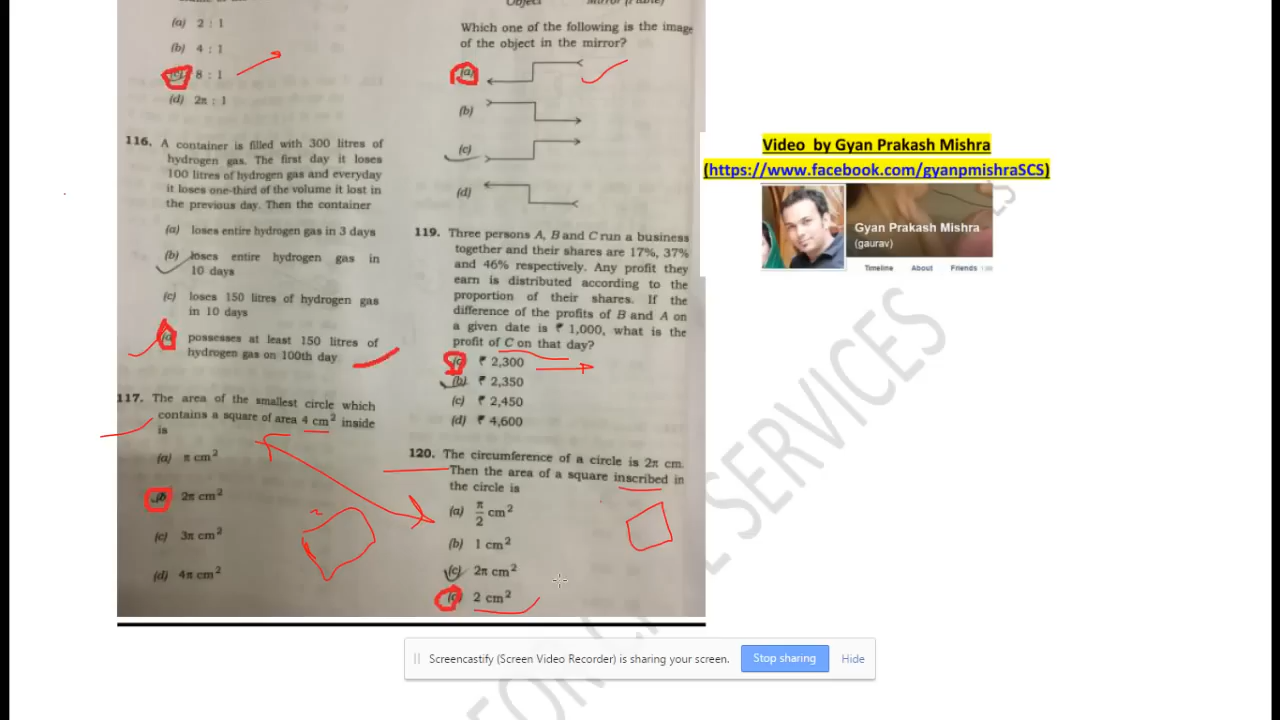 (a) 2 : 1
(b) 4 : 1
8 : 1
(d) 2π : 1
116. A container is filled with 300 litres of
hydrogen gas. The first day it loses
100 litres of hydrogen gas and everyday
it loses one-third of the volume it lost in
the previous day. Then the container
(a) loses entire hydrogen gas in 3 days
(b) loses entire hydrogen gas in
10 days
(c) loses 150 litres of hydrogen gas
in 10 days
possesses at least 150 litres of
hydrogen gas on 100th day
117. The area of the smallest circle which
contains a square of area 4 cm² inside
is
(a) π cm²
2π cm²
(c) 3π cm²
(d) 4π cm²
Object Mirror (Plane)
Which one of the following is the image
of the object in the mirror?
(a)
(b)
(c)
(d)
119. Three persons A, B and C run a business
together and their shares are 17%, 37%
and 46% respectively. Any profit they
earn is distributed according to the
proportion of their shares. If the
difference of the profits of B and A on
a given date is ₹ 1,000, what is the
profit of C on that day?
₹ 2,300
(b) ₹ 2,350
(c) ₹ 2,450
(d) ₹ 4,600
120. The circumference of a circle is 2π cm.
Then the area of a square inscribed in
the circle is
(a) π/2 cm²
(b) 1 cm²
(c) 2π cm²
2 cm²
Video by Gyan Prakash Mishra
(https://www.facebook.com/gyanpmishraSCS)
Gyan Prakash Mishra
(gaurav)
Timeline About Friends
FORCE SERVICES
Screencastify (Screen Video Recorder) is sharing your screen.
Stop sharing
Hide